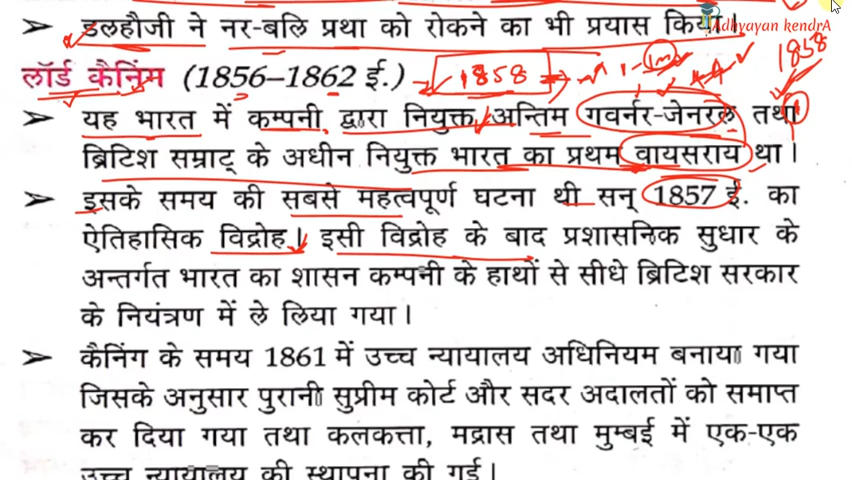 Adhyayan kendrA
➤ डलहौजी ने नर-बलि प्रथा को रोकने का भी प्रयास किया।
1858
लॉर्ड कैनिंग (1856–1862 ई.) 1858
➤ यह भारत में कम्पनी द्वारा नियुक्त अन्तिम गवर्नर-जेनरल तथा
ब्रिटिश सम्राट् के अधीन नियुक्त भारत का प्रथम वायसराय था।
➤ इसके समय की सबसे महत्वपूर्ण घटना थी सन् 1857 ई. का
ऐतिहासिक विद्रोह। इसी विद्रोह के बाद प्रशासनिक सुधार के
अन्तर्गत भारत का शासन कम्पनी के हाथों से सीधे ब्रिटिश सरकार
के नियंत्रण में ले लिया गया।
➤ कैनिंग के समय 1861 में उच्च न्यायालय अधिनियम बनाया गया
जिसके अनुसार पुरानी सुप्रीम कोर्ट और सदर अदालतों को समाप्त
कर दिया गया तथा कलकत्ता, मद्रास तथा मुम्बई में एक-एक
उच्च न्यायालय की स्थापना की गई।